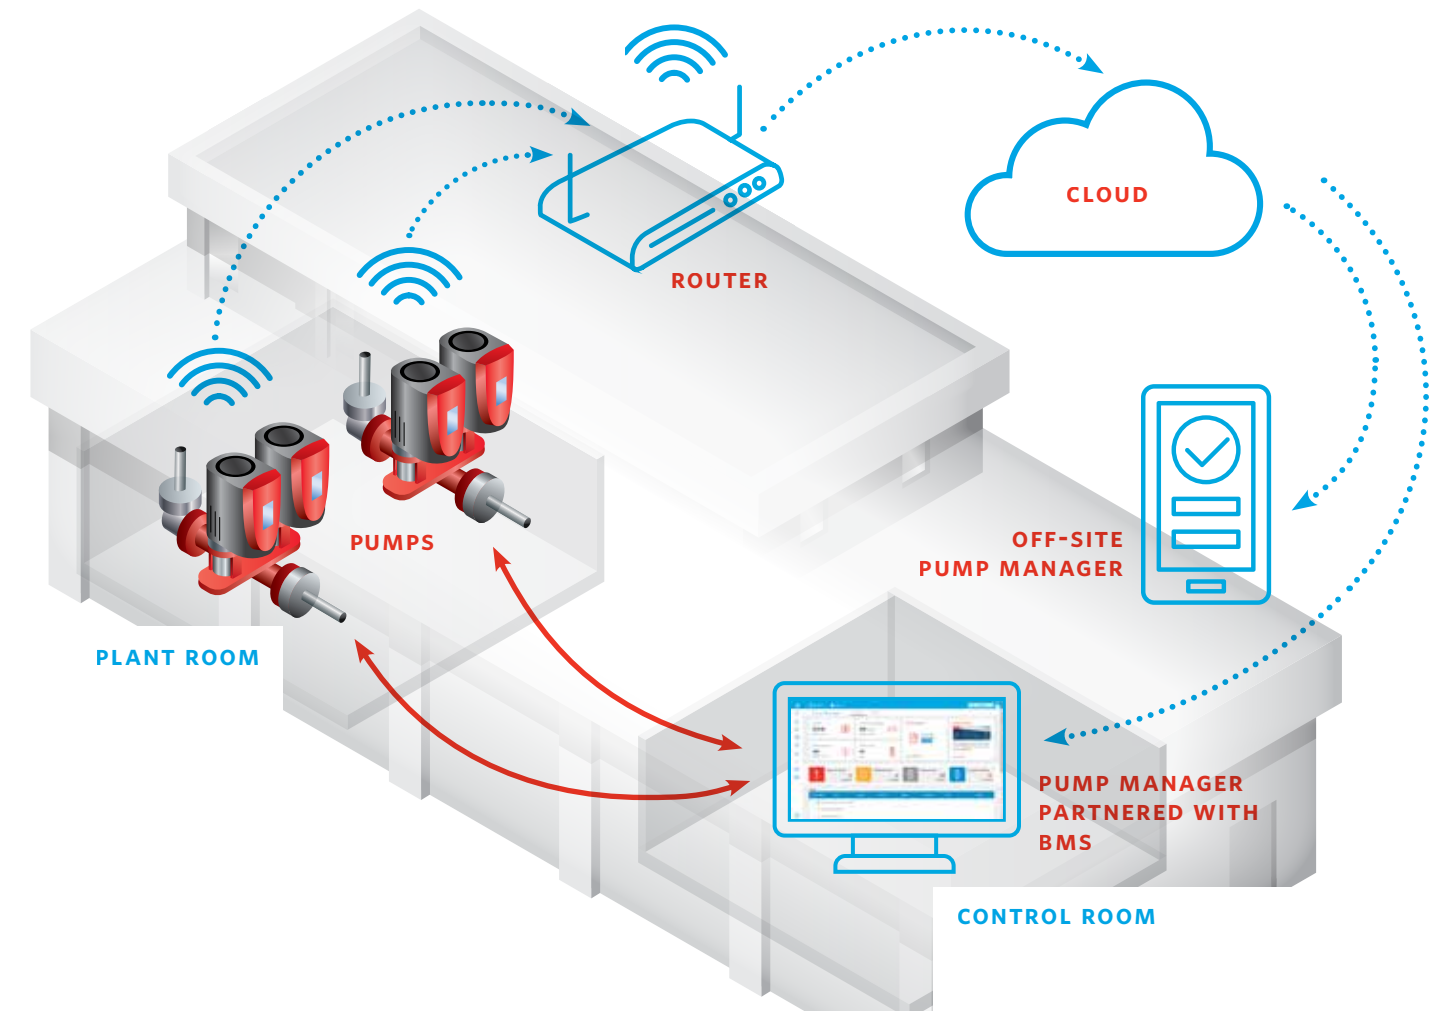 CLOUD
ROUTER
PUMPS
OFF-SITE
PUMP MANAGER
PLANT ROOM
PUMP MANAGER
PARTNERED WITH
BMS
CONTROL ROOM